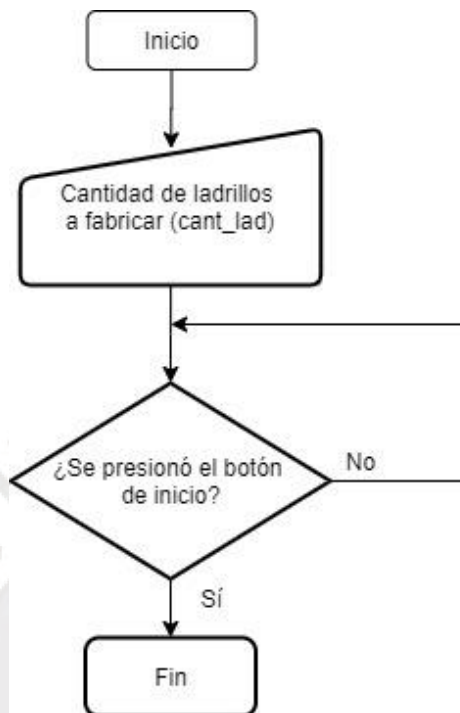 Inicio
Cantidad de ladrillos
a fabricar (cant_lad)
¿Se presionó el botón
de inicio?
No
Sí
Fin